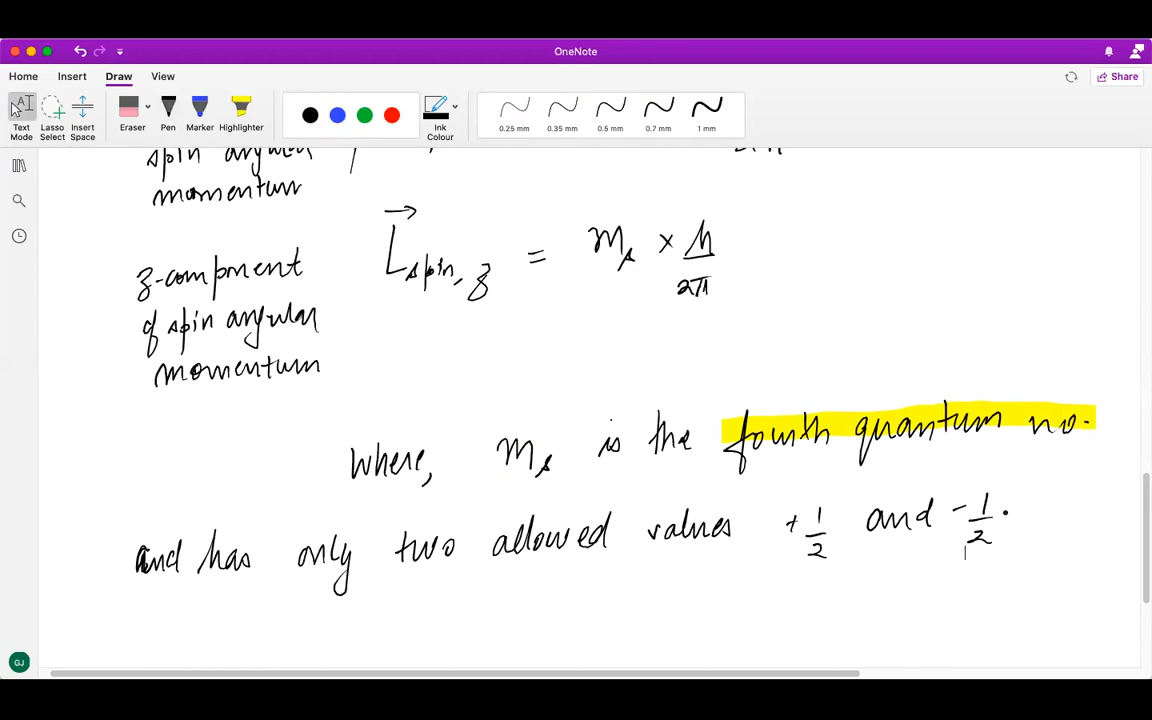 OneNote
Home Insert Draw View
Share
Text Mode
Lasso Select
Insert Space
Eraser
Pen
Marker
Highlighter
Ink Colour
0.25 mm 0.35 mm 0.5 mm 0.7 mm 1 mm
spin angular
momentum
z-component
of spin angular
momentum
L⃗ spin, z = mₛ × h/2π
where, mₛ is the fourth quantum no.
and has only two allowed values +1/2 and -1/2.
GJ